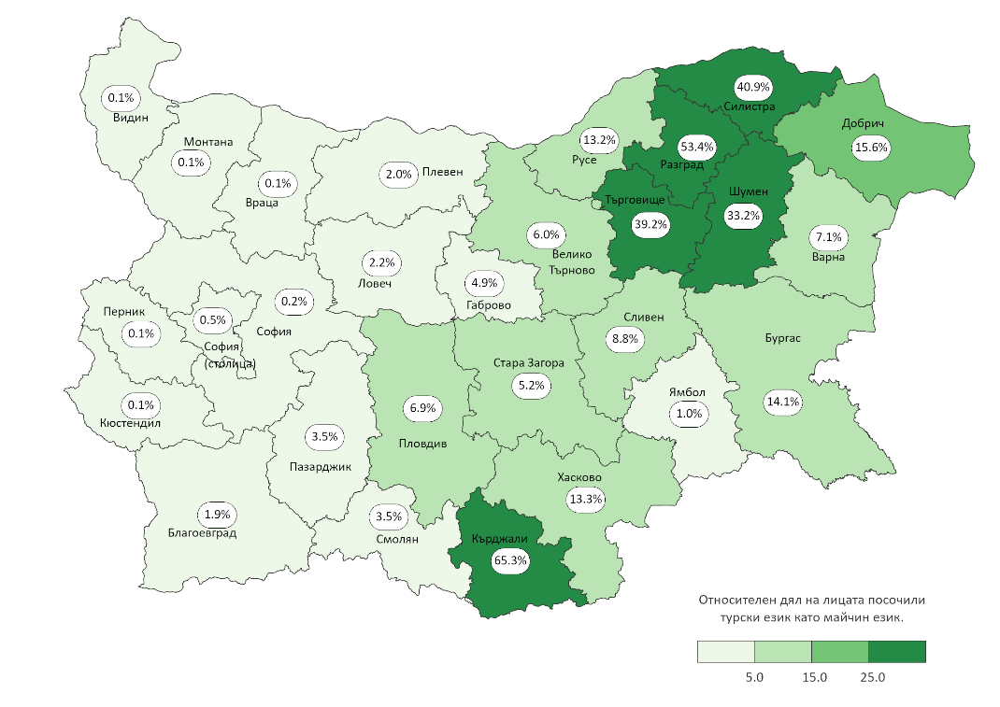 40.9%
Силистра
0.1%
Видин
Добрич
15.6%
Монтана
0.1%
13.2%
Русе
53.4%
Разград
2.0%
Плевен
0.1%
Враца
Шумен
33.2%
Търговище
39.2%
6.0%
Велико
Търново
7.1%
Варна
2.2%
Ловеч
4.9%
Габрово
0.2%
София
Перник
0.1%
0.5%
София
(столица)
Сливен
8.8%
Бургас
14.1%
Стара Загора
5.2%
Ямбол
1.0%
0.1%
Кюстендил
6.9%
Пловдив
3.5%
Пазарджик
Хасково
13.3%
1.9%
Благоевград
3.5%
Смолян
Кърджали
65.3%
Относителен дял на лицата посочили
турски език като майчин език.
5.0 15.0 25.0